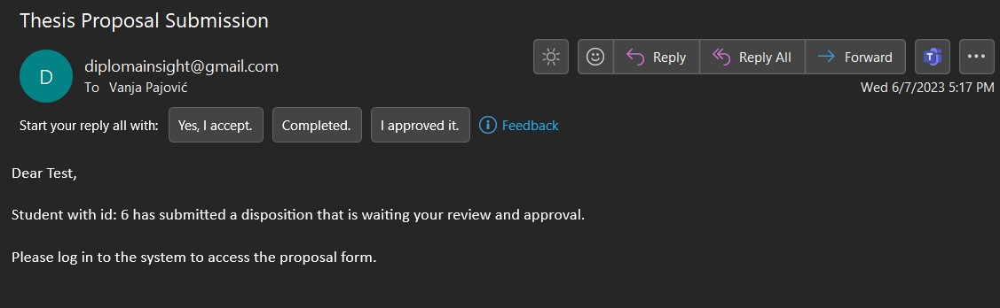 Thesis Proposal Submission
D
diplomainsight@gmail.com
To Vanja Pajović
Reply
Reply All
Forward
Wed 6/7/2023 5:17 PM
Start your reply all with: Yes, I accept. Completed. I approved it. Feedback
Dear Test,
Student with id: 6 has submitted a disposition that is waiting your review and approval.
Please log in to the system to access the proposal form.